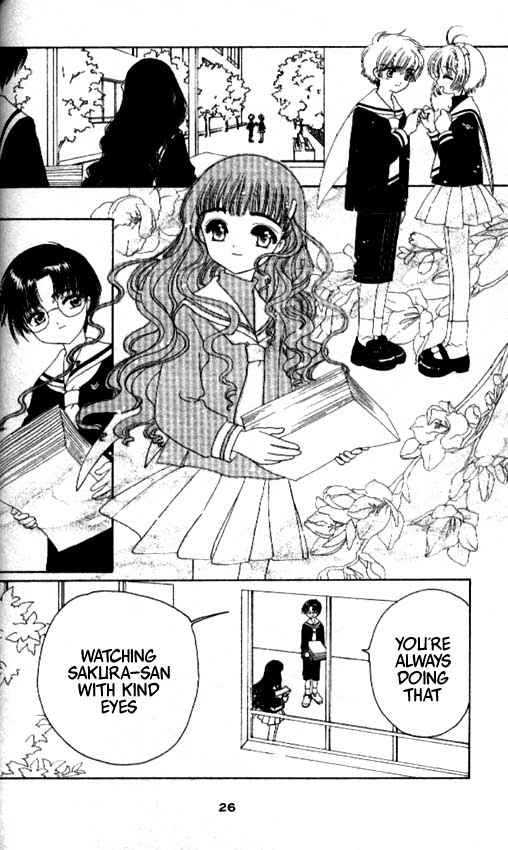 YOU'RE
ALWAYS
DOING
THAT
WATCHING
SAKURA-SAN
WITH KIND
EYES
26